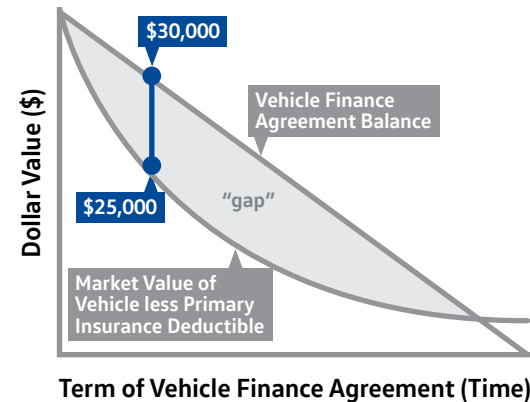 $30,000
Vehicle Finance
Agreement Balance
Dollar Value ($)
"gap"
$25,000
Market Value of
Vehicle less Primary
Insurance Deductible
Term of Vehicle Finance Agreement (Time)